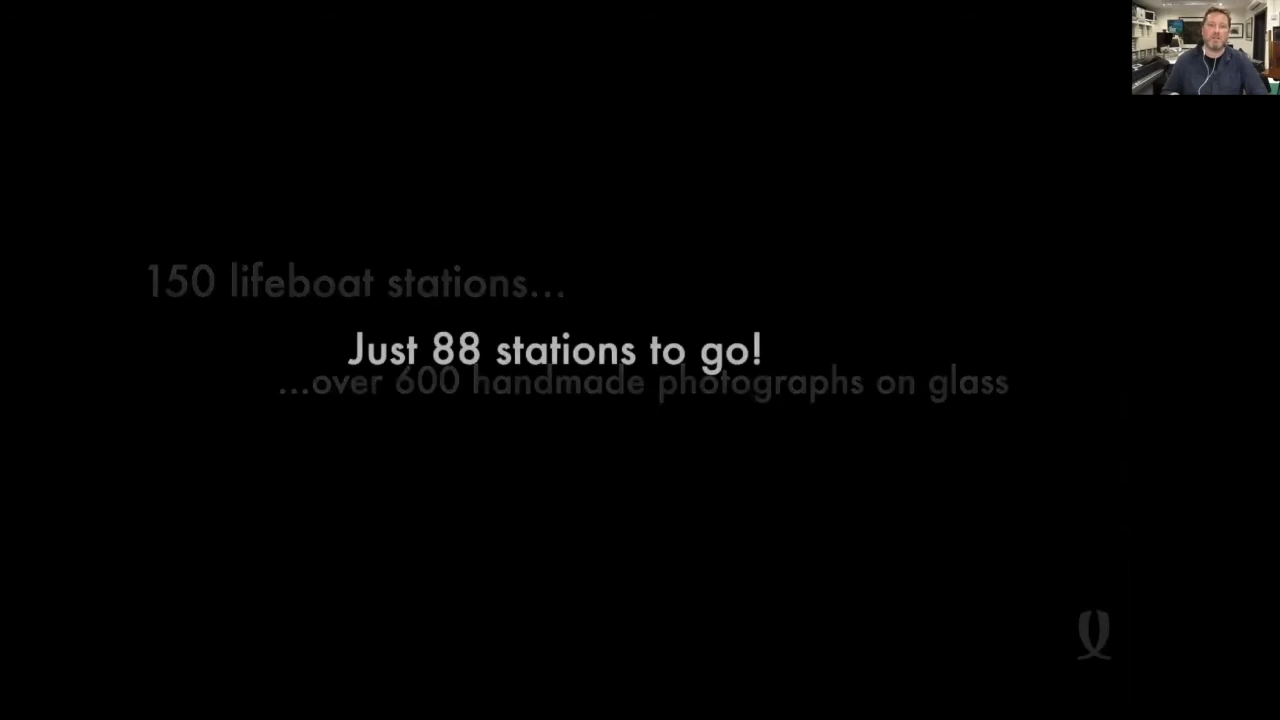 150 lifeboat stations...
Just 88 stations to go!
...over 600 handmade photographs on glass